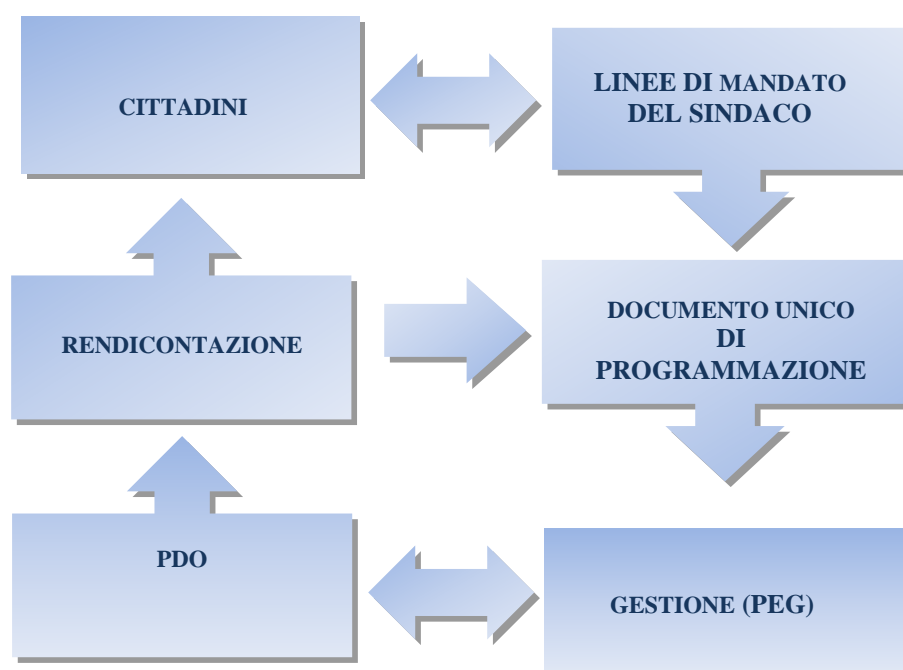 CITTADINI
LINEE DI MANDATO
DEL SINDACO
RENDICONTAZIONE
DOCUMENTO UNICO
DI
PROGRAMMAZIONE
PDO
GESTIONE (PEG)